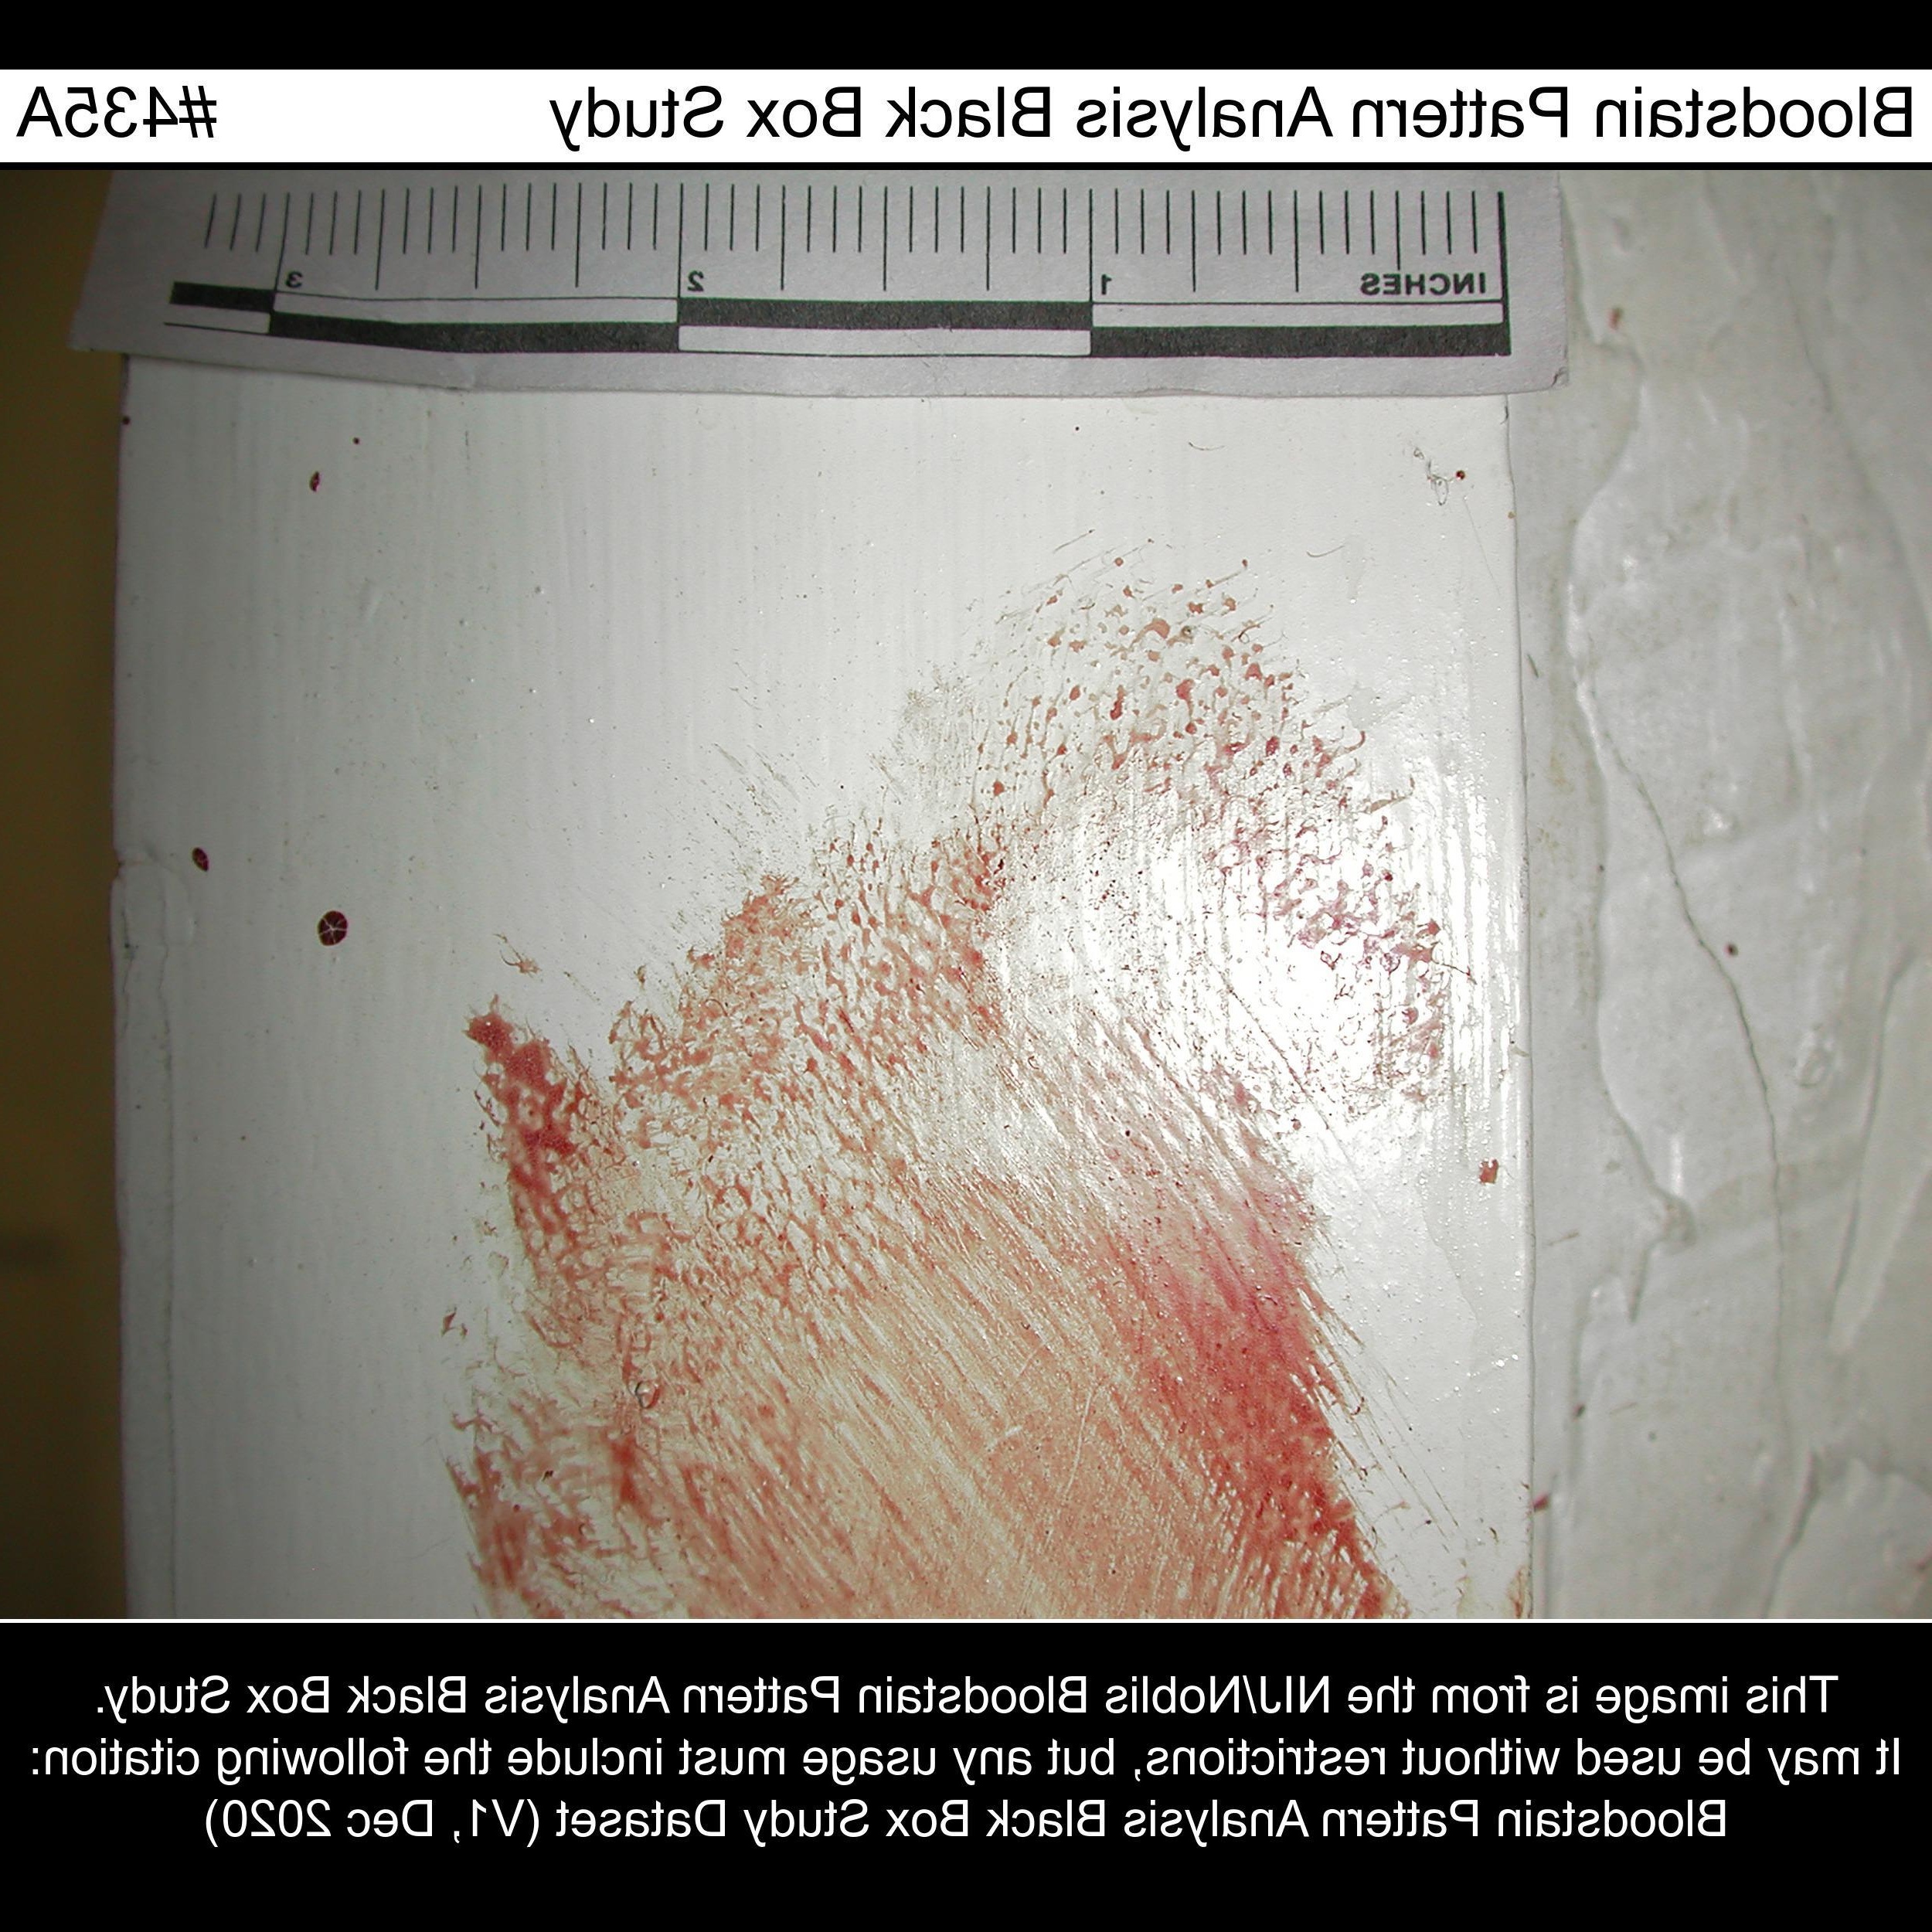 Bloodstain Pattern Analysis Black Box Study #435A
INCHES 1 2 3
This image is from the NIJ/Noblis Bloodstain Pattern Analysis Black Box Study.
It may be used without restrictions, but any usage must include the following citation:
Bloodstain Pattern Analysis Black Box Study Dataset (V1, Dec 2020)